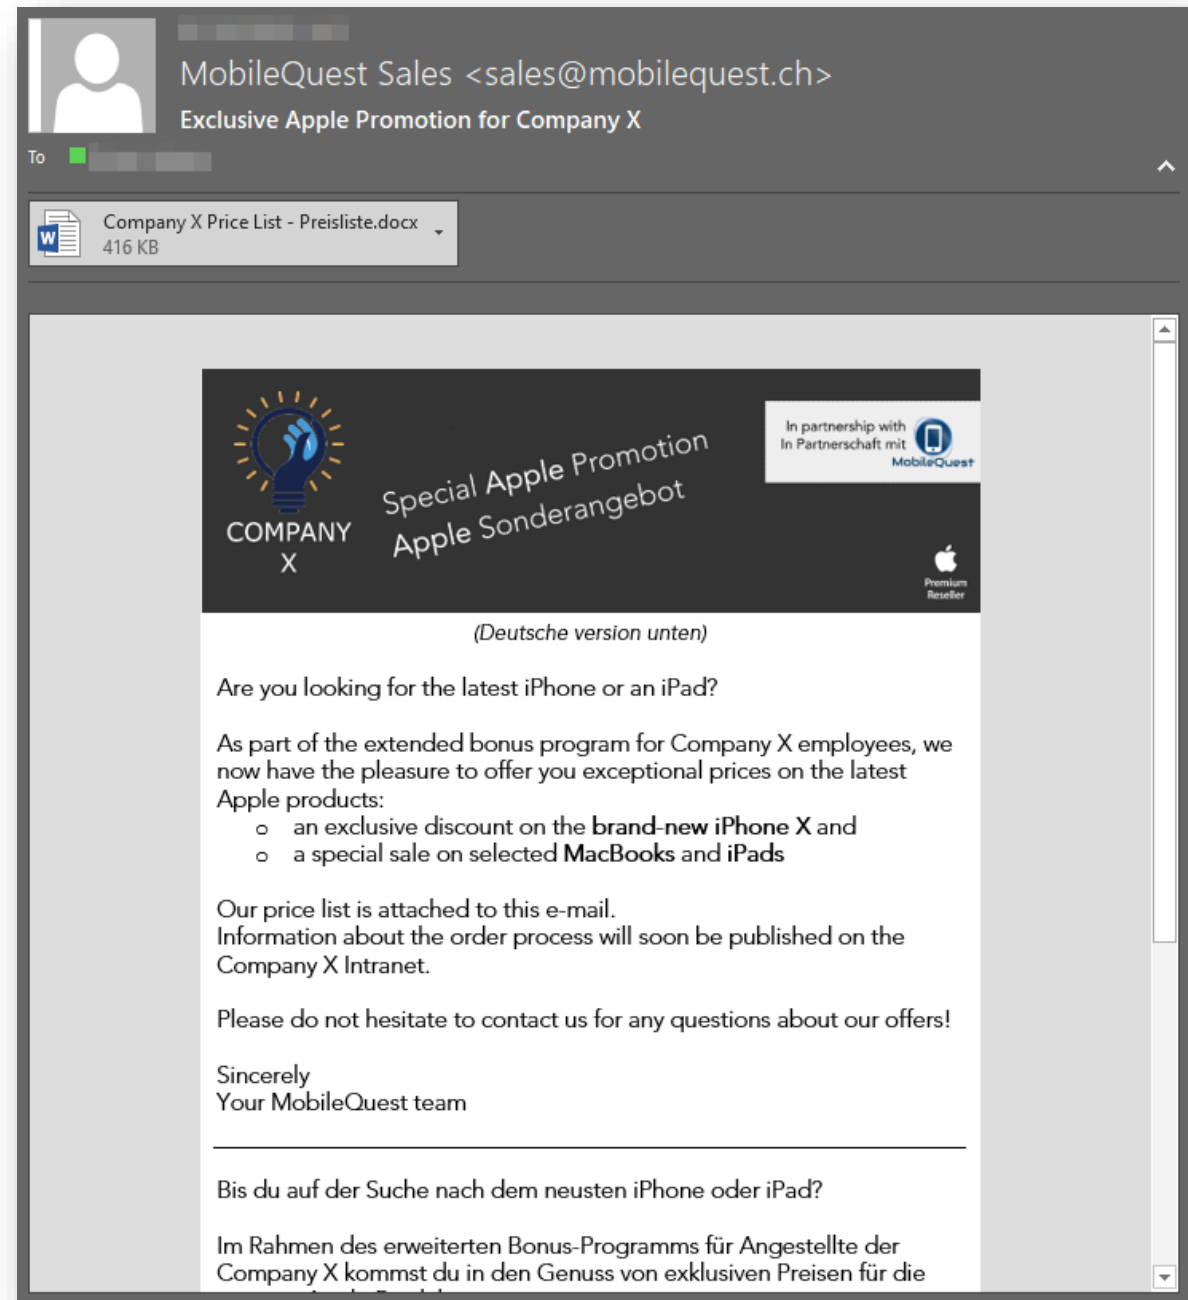 MobileQuest Sales <sales@mobilequest.ch>
Exclusive Apple Promotion for Company X
To
Company X Price List - Preisliste.docx
416 KB
COMPANY
X
Special Apple Promotion
Apple Sonderangebot
In partnership with
In Partnerschaft mit
MobileQuest
Premium
Reseller
(Deutsche version unten)
Are you looking for the latest iPhone or an iPad?
As part of the extended bonus program for Company X employees, we
now have the pleasure to offer you exceptional prices on the latest
Apple products:
o an exclusive discount on the brand-new iPhone X and
o a special sale on selected MacBooks and iPads
Our price list is attached to this e-mail.
Information about the order process will soon be published on the
Company X Intranet.
Please do not hesitate to contact us for any questions about our offers!
Sincerely
Your MobileQuest team
Bis du auf der Suche nach dem neusten iPhone oder iPad?
Im Rahmen des erweiterten Bonus-Programms für Angestellte der
Company X kommst du in den Genuss von exklusiven Preisen für die